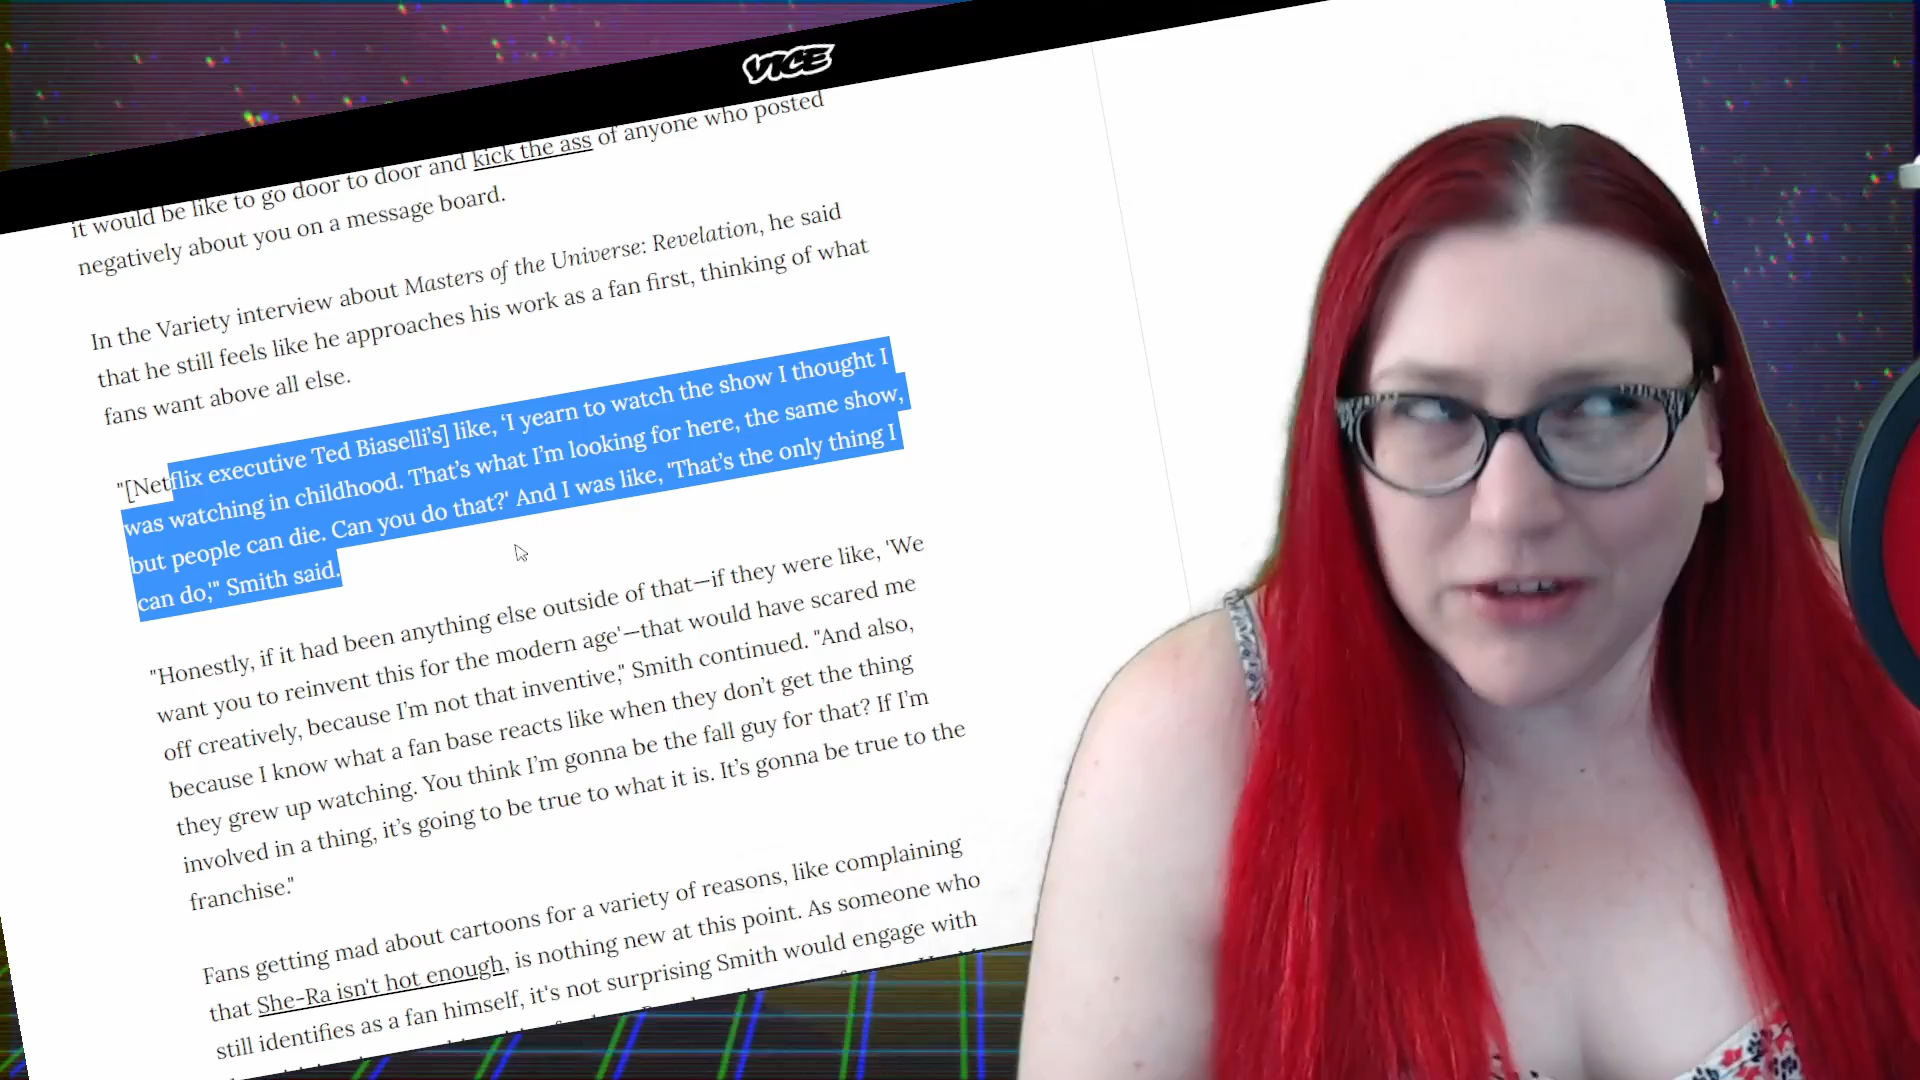 VICE
it would be like to go door to door and kick the ass of anyone who posted
negatively about you on a message board.
In the Variety interview about Masters of the Universe: Revelation, he said
that he still feels like he approaches his work as a fan first, thinking of what
fans want above all else.
"[Netflix executive Ted Biaselli’s] like, ‘I yearn to watch the show I thought I
was watching in childhood. That’s what I’m looking for here, the same show,
but people can die. Can you do that?' And I was like, 'That’s the only thing I
can do,'" Smith said.
"Honestly, if it had been anything else outside of that—if they were like, 'We
want you to reinvent this for the modern age'—that would have scared me
off creatively, because I’m not that inventive," Smith continued. "And also,
because I know what a fan base reacts like when they don’t get the thing
they grew up watching. You think I’m gonna be the fall guy for that? If I’m
involved in a thing, it’s going to be true to what it is. It’s gonna be true to the
franchise."
Fans getting mad about cartoons for a variety of reasons, like complaining
that She-Ra isn't hot enough, is nothing new at this point. As someone who
still identifies as a fan himself, it's not surprising Smith would engage with